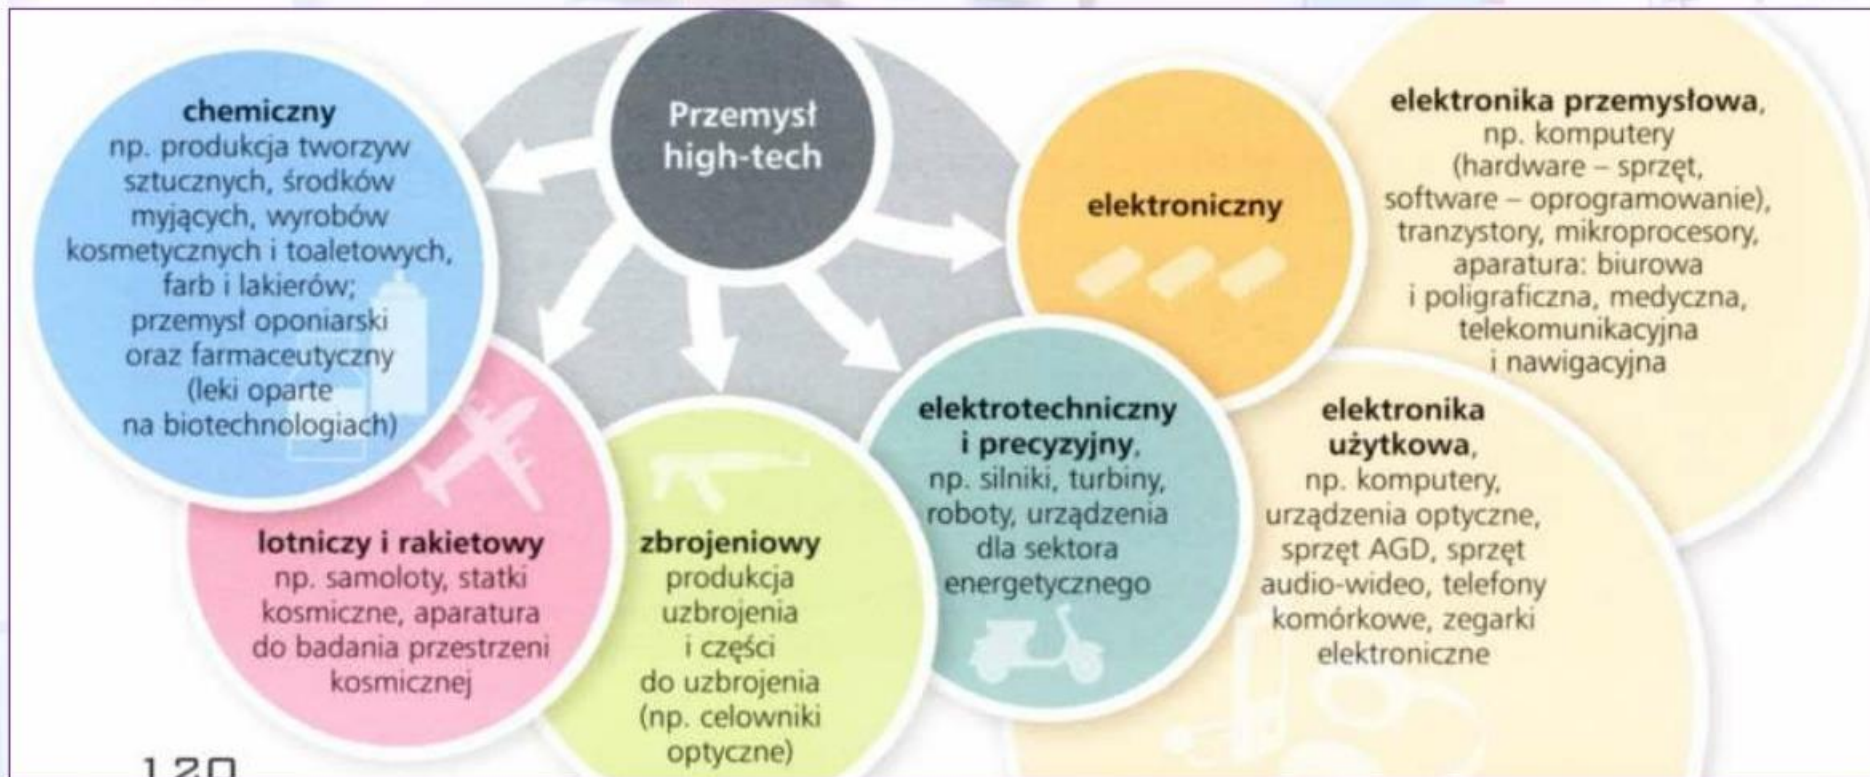 Przemysł
high-tech
chemiczny
np. produkcja tworzyw
sztucznych, środków
myjących, wyrobów
kosmetycznych i toaletowych,
farb i lakierów;
przemysł oponiarski
oraz farmaceutyczny
(leki oparte
na biotechnologiach)
lotniczy i rakietowy
np. samoloty, statki
kosmiczne, aparatura
do badania przestrzeni
kosmicznej
zbrojeniowy
produkcja
uzbrojenia
i części
do uzbrojenia
(np. celowniki
optyczne)
elektrotechniczny
i precyzyjny,
np. silniki, turbiny,
roboty, urządzenia
dla sektora
energetycznego
elektroniczny
elektronika przemysłowa,
np. komputery
(hardware – sprzęt,
software – oprogramowanie),
tranzystory, mikroprocesory,
aparatura: biurowa
i poligraficzna, medyczna,
telekomunikacyjna
i nawigacyjna
elektronika
użytkowa,
np. komputery,
urządzenia optyczne,
sprzęt AGD, sprzęt
audio-wideo, telefony
komórkowe, zegarki
elektroniczne
120